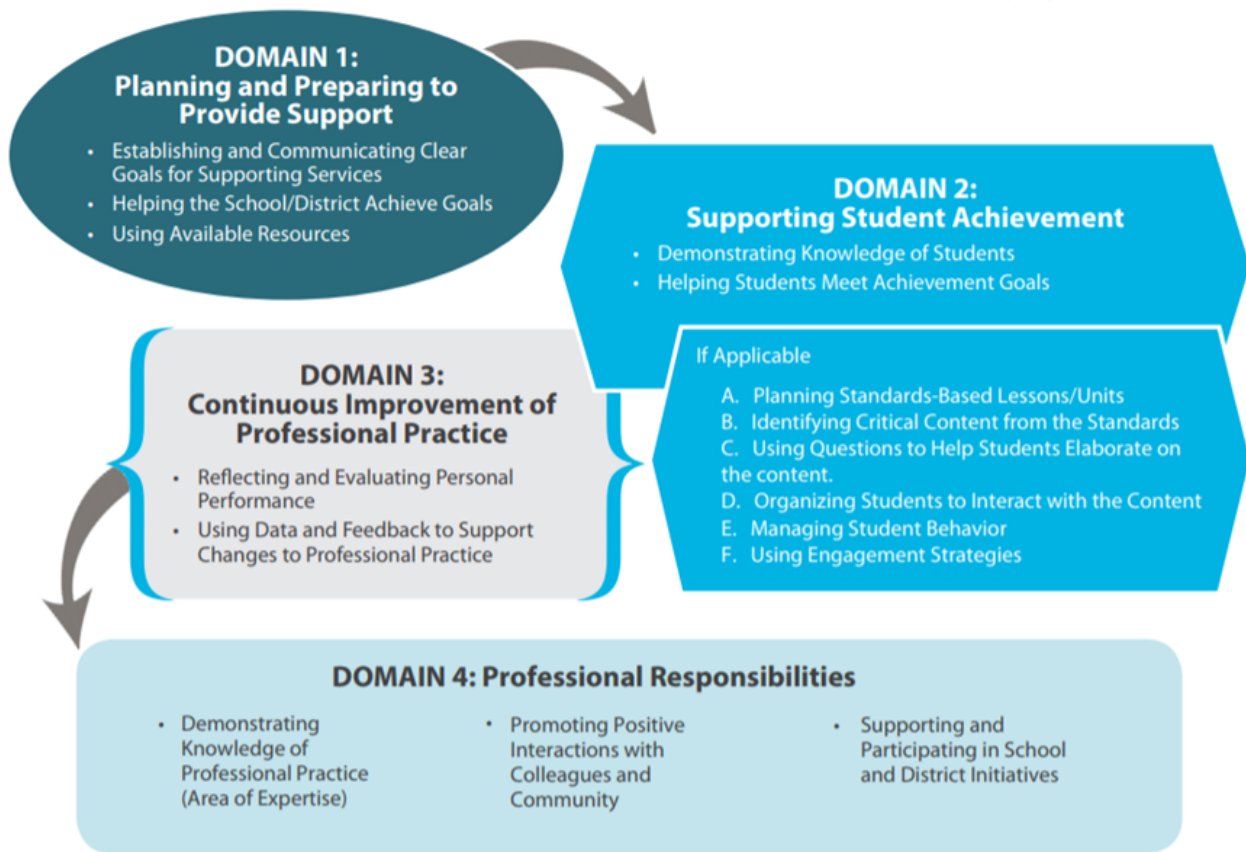 DOMAIN 1:
Planning and Preparing to
Provide Support
• Establishing and Communicating Clear
Goals for Supporting Services
• Helping the School/District Achieve Goals
• Using Available Resources
DOMAIN 2:
Supporting Student Achievement
• Demonstrating Knowledge of Students
• Helping Students Meet Achievement Goals
If Applicable
A. Planning Standards-Based Lessons/Units
B. Identifying Critical Content from the Standards
C. Using Questions to Help Students Elaborate on
the content.
D. Organizing Students to Interact with the Content
E. Managing Student Behavior
F. Using Engagement Strategies
DOMAIN 3:
Continuous Improvement of
Professional Practice
• Reflecting and Evaluating Personal
Performance
• Using Data and Feedback to Support
Changes to Professional Practice
DOMAIN 4: Professional Responsibilities
• Demonstrating
Knowledge of
Professional Practice
(Area of Expertise)
• Promoting Positive
Interactions with
Colleagues and
Community
• Supporting and
Participating in School
and District Initiatives